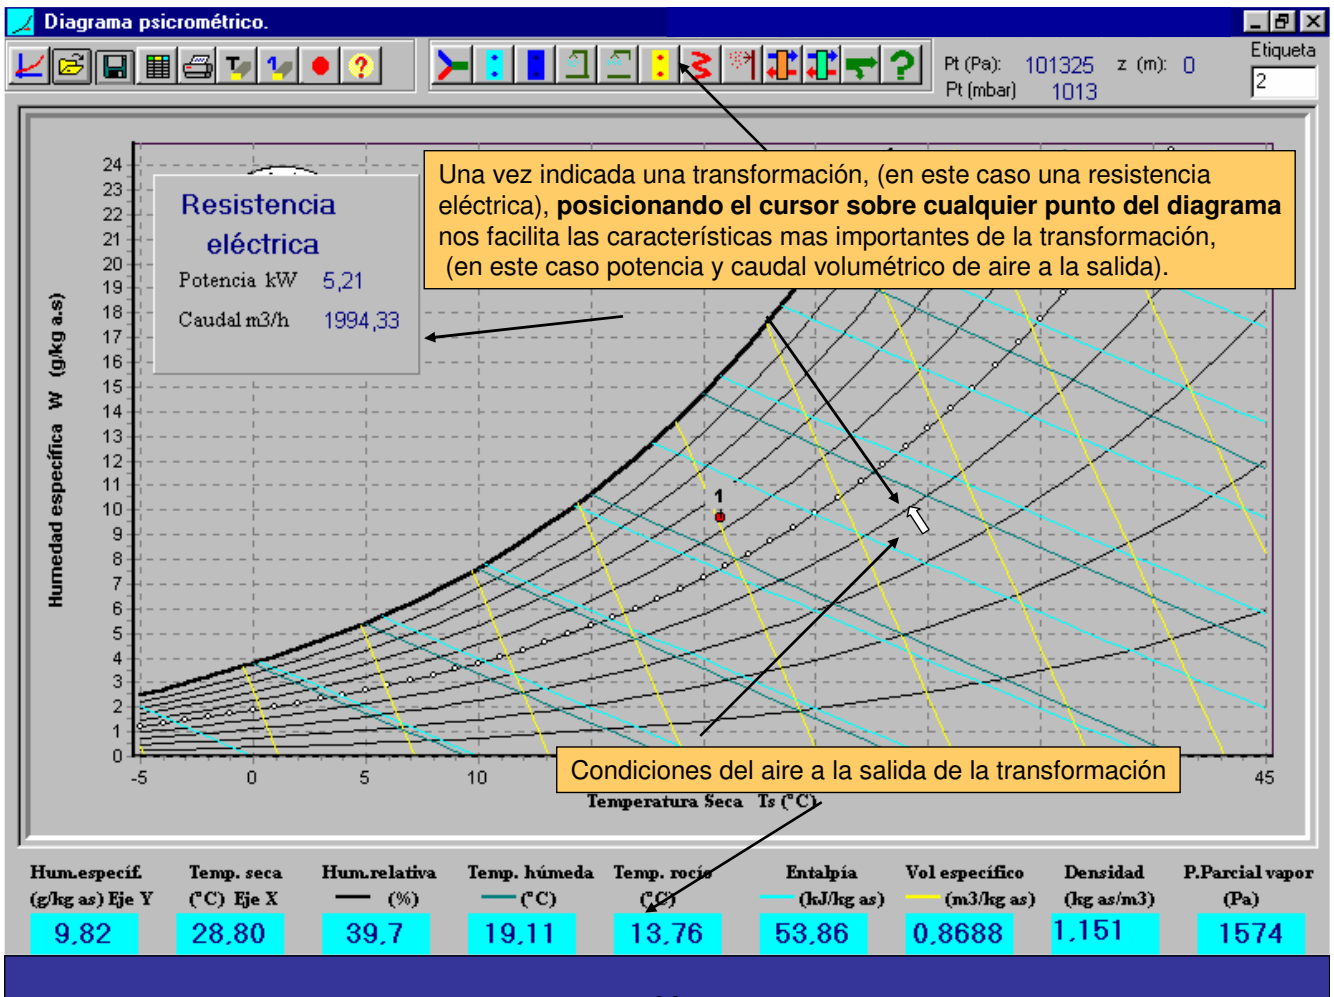 Diagrama psicrométrico.
Pt (Pa): 101325 z (m): 0
Pt (mbar) 1013
Etiqueta
2
Una vez indicada una transformación, (en este caso una resistencia
eléctrica), posicionando el cursor sobre cualquier punto del diagrama
nos facilita las características mas importantes de la transformación,
(en este caso potencia y caudal volumétrico de aire a la salida).
Resistencia
eléctrica
Potencia kW 5,21
Caudal m3/h 1994,33
Humedad específica W (g/kg a.s)
24
23
22
21
20
19
18
17
16
15
14
13
12
11
10
9
8
7
6
5
4
3
2
1
0
1
-5 0 5 10 45
Condiciones del aire a la salida de la transformación
Temperatura Seca Ts (ºC)
Hum.específ. Temp. seca Hum.relativa Temp. húmeda Temp. rocío Entalpía Vol específico Densidad P.Parcial vapor
(g/kg as) Eje Y (ºC) Eje X (%) (ºC) (ºC) (kJ/kg as) (m3/kg as) (kg as/m3) (Pa)
9,82 28,80 39,7 19,11 13,76 53,86 0,8688 1,151 1574